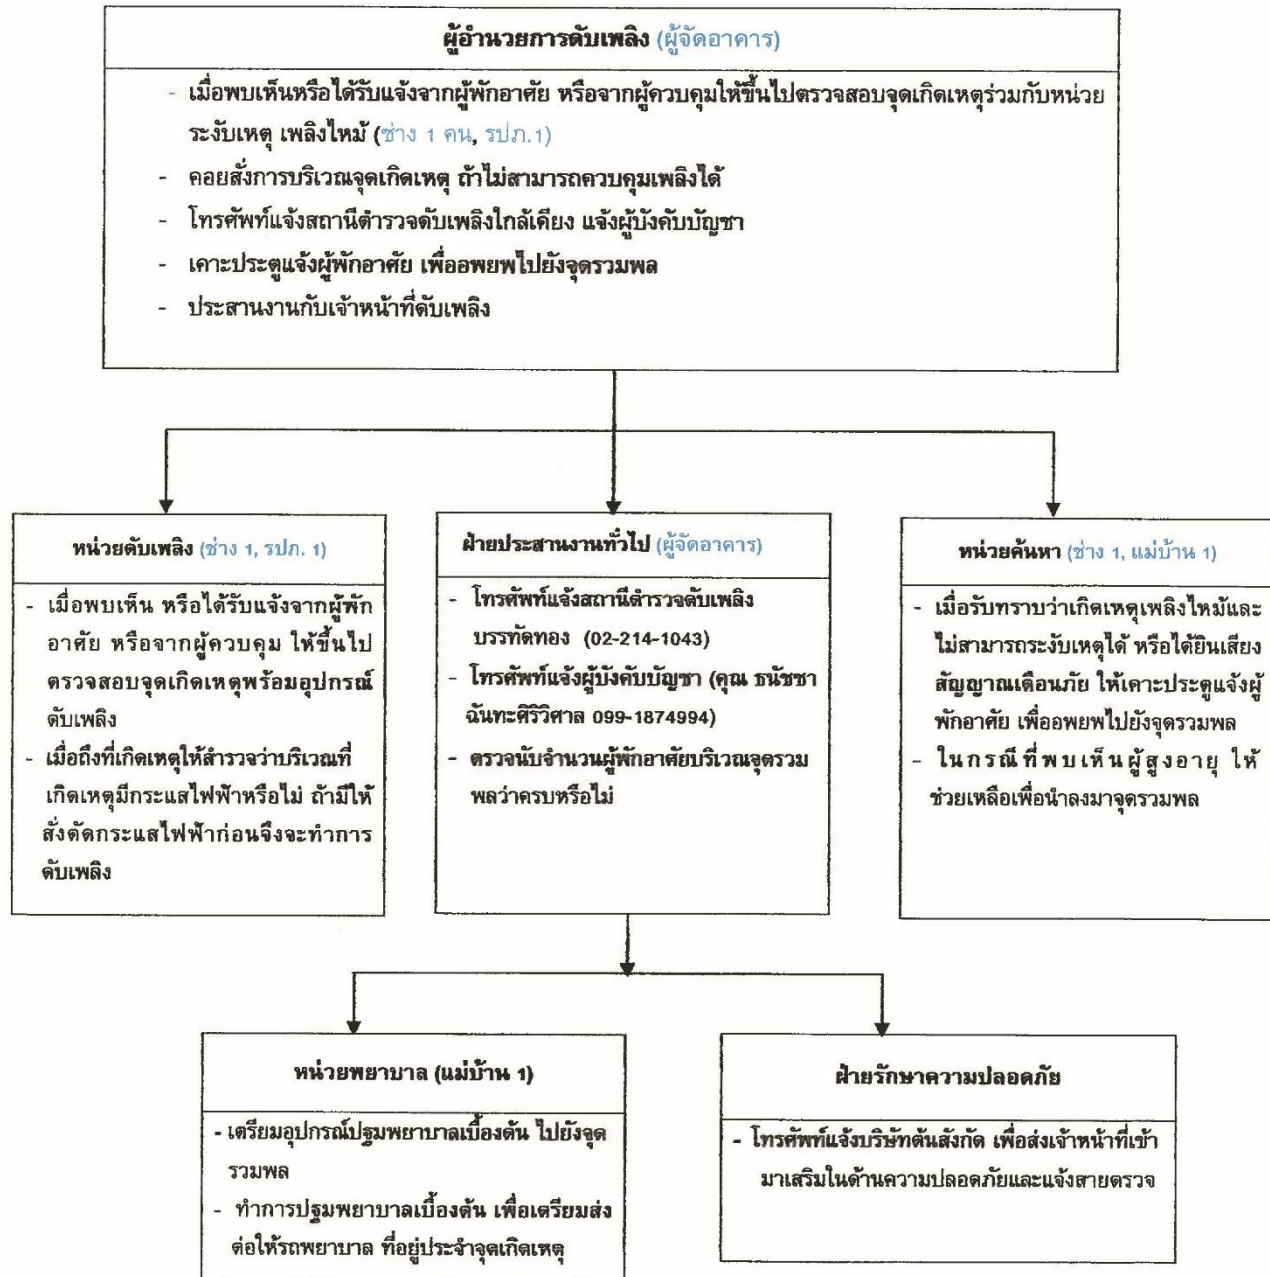 ผู้อำนวยการดับเพลิง (ผู้จัดอาคาร)
- เมื่อพบเห็นหรือได้รับแจ้งจากผู้พักอาศัย หรือจากผู้ควบคุมให้ขึ้นไปตรวจสอบจุดเกิดเหตุร่วมกับหน่วย
ระงับเหตุ เพลิงไหม้ (ช่าง 1 คน, รปภ.1)
- คอยสั่งการบริเวณจุดเกิดเหตุ ถ้าไม่สามารถควบคุมเพลิงได้
- โทรศัพท์แจ้งสถานีตำรวจดับเพลิงใกล้เคียง แจ้งผู้บังคับบัญชา
- เคาะประตูแจ้งผู้พักอาศัย เพื่ออพยพไปยังจุดรวมพล
- ประสานงานกับเจ้าหน้าที่ดับเพลิง
หน่วยดับเพลิง (ช่าง 1, รปภ. 1)
- เมื่อพบเห็น หรือได้รับแจ้งจากผู้พัก
อาศัย หรือจากผู้ควบคุม ให้ขึ้นไป
ตรวจสอบจุดเกิดเหตุพร้อมอุปกรณ์
ดับเพลิง
- เมื่อถึงที่เกิดเหตุให้สำรวจว่าบริเวณที่
เกิดเหตุมีกระแสไฟฟ้าหรือไม่ ถ้ามีให้
สั่งตัดกระแสไฟฟ้าก่อนจึงจะทำการ
ดับเพลิง
ฝ่ายประสานงานทั่วไป (ผู้จัดอาคาร)
- โทรศัพท์แจ้งสถานีตำรวจดับเพลิง
บรรทัดทอง (02-214-1043)
- โทรศัพท์แจ้งผู้บังคับบัญชา (คุณ ธนัชชา
ฉันทะศิริวิศาล 099-1874994)
- ตรวจนับจำนวนผู้พักอาศัยบริเวณจุดรวม
พลว่าครบหรือไม่
หน่วยค้นหา (ช่าง 1, แม่บ้าน 1)
- เมื่อรับทราบว่าเกิดเหตุเพลิงไหม้และ
ไม่สามารถระงับเหตุได้ หรือได้ยินเสียง
สัญญาณเตือนภัย ให้เคาะประตูแจ้งผู้
พักอาศัย เพื่ออพยพไปยังจุดรวมพล
- ในกรณีที่พบเห็นผู้สูงอายุ ให้
ช่วยเหลือเพื่อนำลงมาจุดรวมพล
หน่วยพยาบาล (แม่บ้าน 1)
- เตรียมอุปกรณ์ปฐมพยาบาลเบื้องต้น ไปยังจุด
รวมพล
- ทำการปฐมพยาบาลเบื้องต้น เพื่อเตรียมส่ง
ต่อให้รถพยาบาล ที่อยู่ประจำจุดเกิดเหตุ
ฝ่ายรักษาความปลอดภัย
- โทรศัพท์แจ้งบริษัทต้นสังกัด เพื่อส่งเจ้าหน้าที่เข้า
มาเสริมในด้านความปลอดภัยและแจ้งสายตรวจ